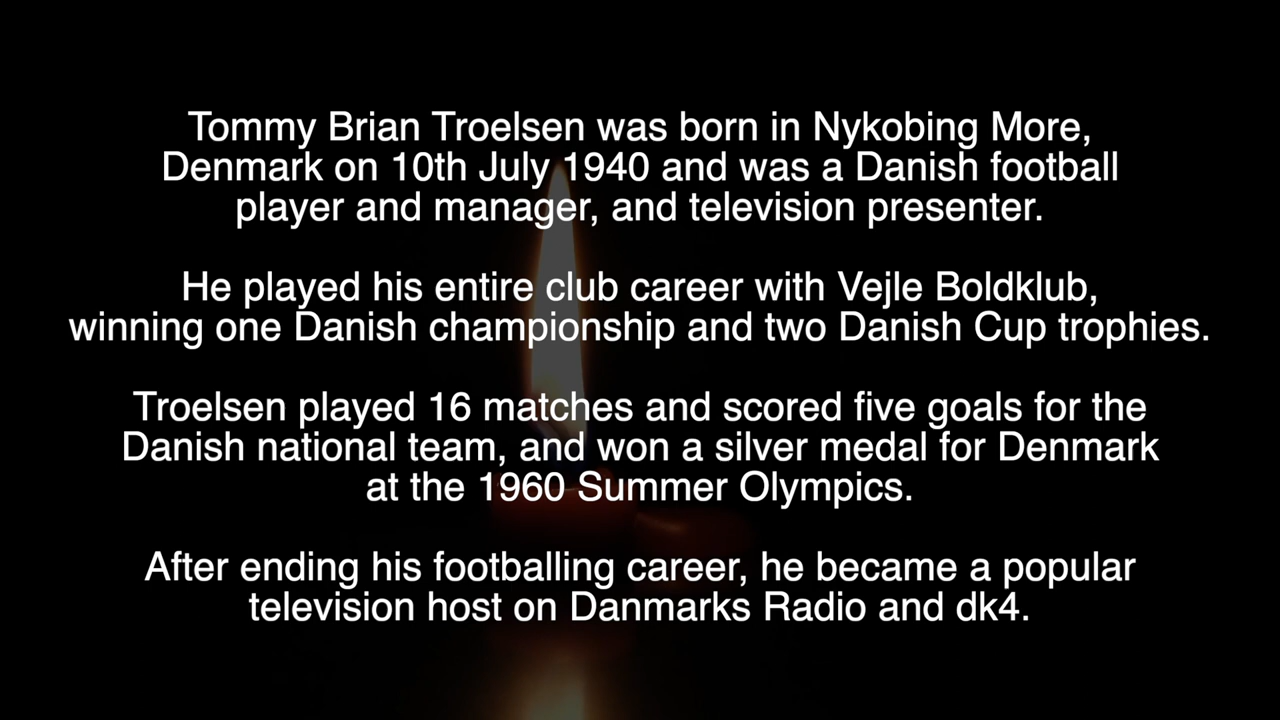 Tommy Brian Troelsen was born in Nykobing More,
Denmark on 10th July 1940 and was a Danish football
player and manager, and television presenter.
He played his entire club career with Vejle Boldklub,
winning one Danish championship and two Danish Cup trophies.
Troelsen played 16 matches and scored five goals for the
Danish national team, and won a silver medal for Denmark
at the 1960 Summer Olympics.
After ending his footballing career, he became a popular
television host on Danmarks Radio and dk4.